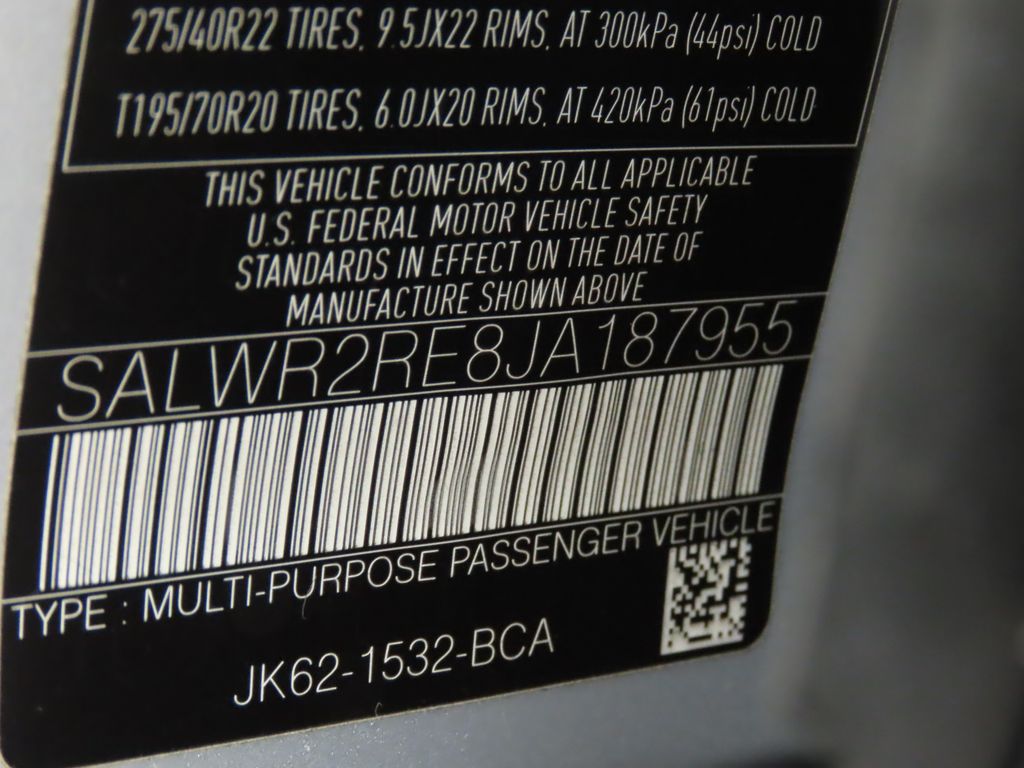 275/40R22 TIRES, 9.5JX22 RIMS, AT 300kPa (44psi) COLD
T195/70R20 TIRES, 6.0JX20 RIMS, AT 420kPa (61psi) COLD
THIS VEHICLE CONFORMS TO ALL APPLICABLE
U.S. FEDERAL MOTOR VEHICLE SAFETY
STANDARDS IN EFFECT ON THE DATE OF
MANUFACTURE SHOWN ABOVE
SALWR2RE8JA187955
TYPE : MULTI-PURPOSE PASSENGER VEHICLE
JK62-1532-BCA